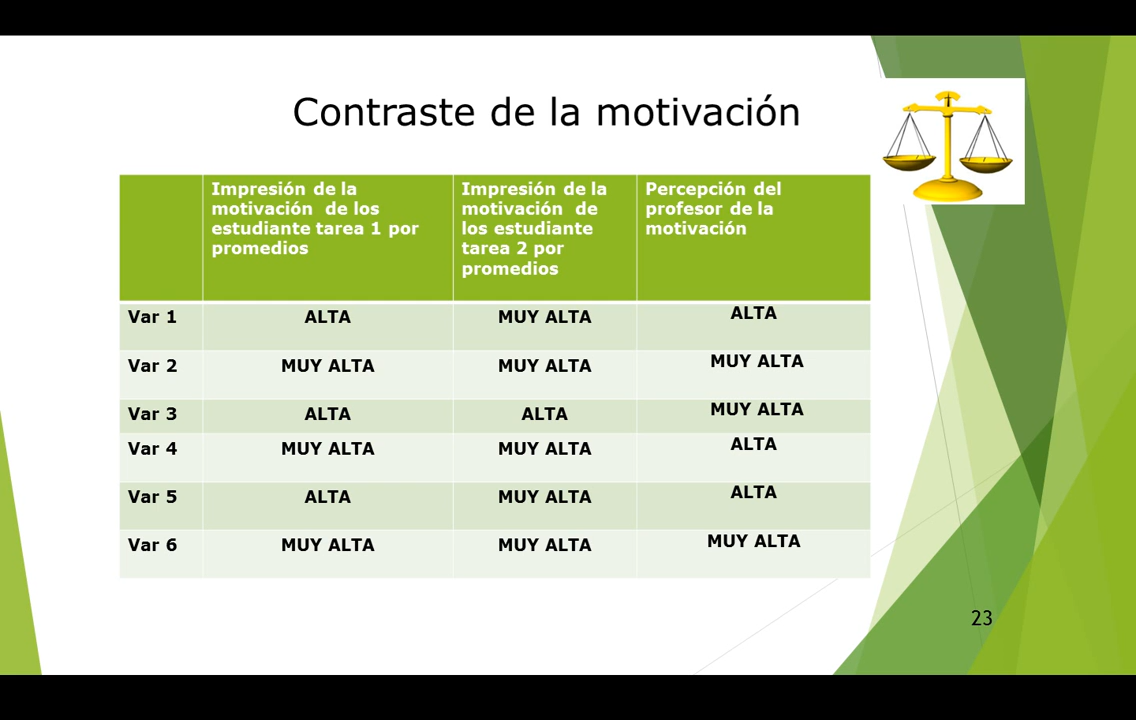 Contraste de la motivación
Impresión de la motivación de los estudiante tarea 1 por promedios
Impresión de la motivación de los estudiante tarea 2 por promedios
Percepción del profesor de la motivación
Var 1 ALTA MUY ALTA ALTA
Var 2 MUY ALTA MUY ALTA MUY ALTA
Var 3 ALTA ALTA MUY ALTA
Var 4 MUY ALTA MUY ALTA ALTA
Var 5 ALTA MUY ALTA ALTA
Var 6 MUY ALTA MUY ALTA MUY ALTA
23